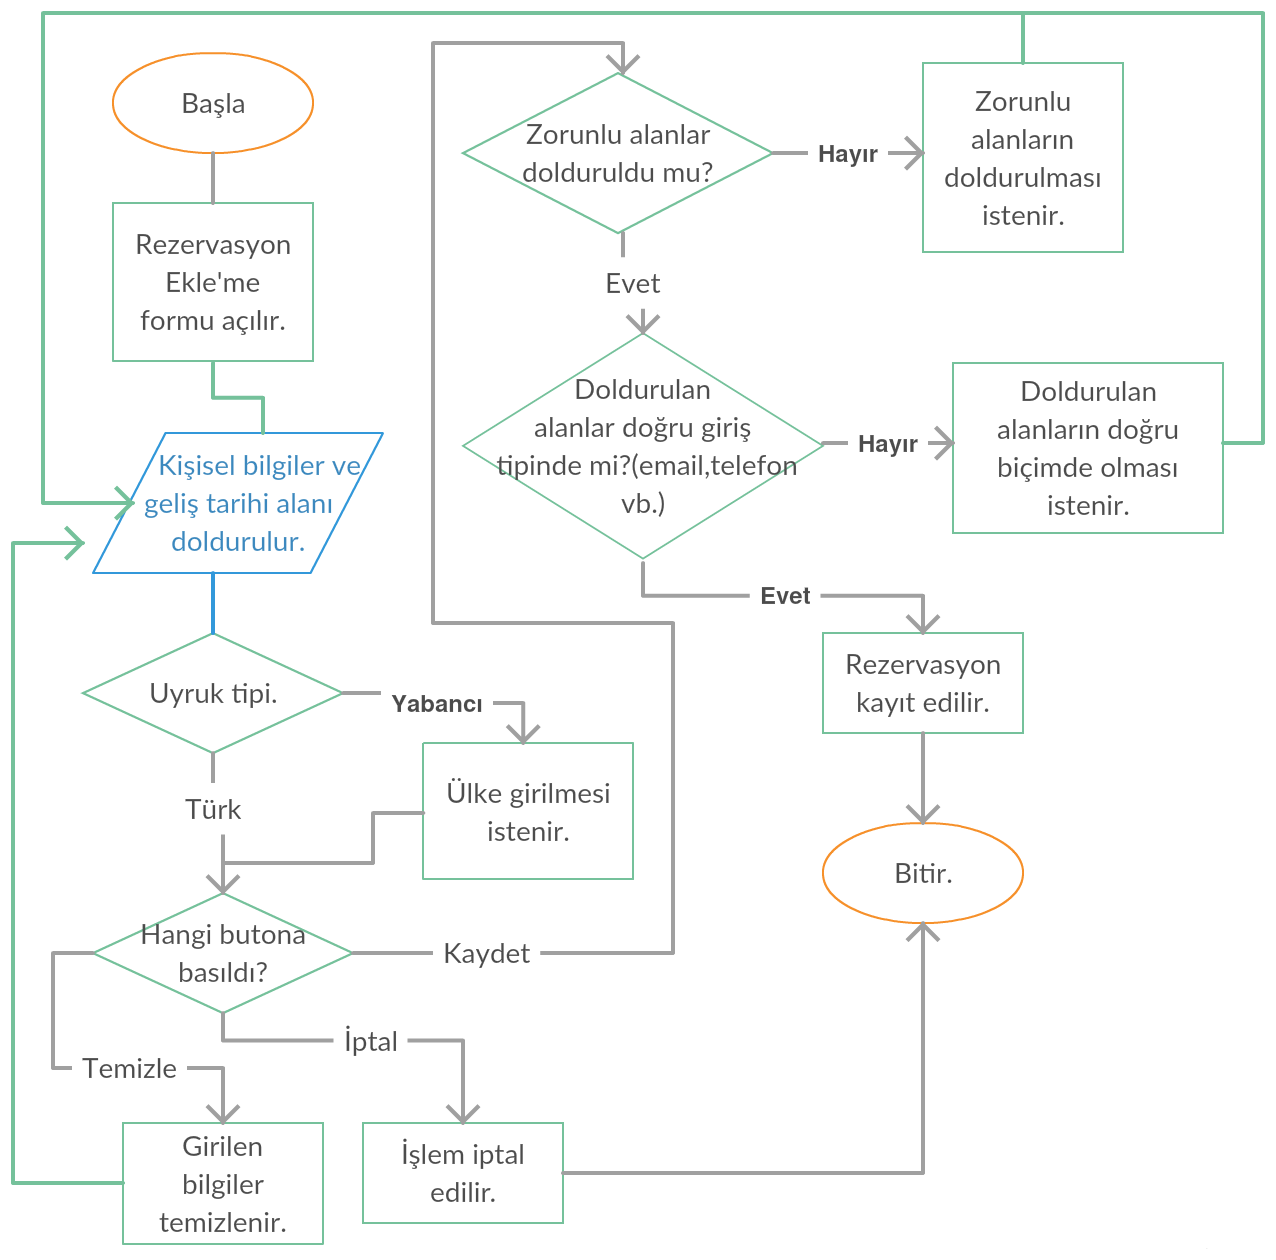 Başla
Rezervasyon
Ekle'me
formu açılır.
Kişisel bilgiler ve
geliş tarihi alanı
doldurulur.
Uyruk tipi.
Yabancı
Ülke girilmesi
istenir.
Türk
Hangi butona
basıldı?
Kaydet
İptal
Temizle
Girilen
bilgiler
temizlenir.
İşlem iptal
edilir.
Zorunlu alanlar
dolduruldu mu?
Hayır
Zorunlu
alanların
doldurulması
istenir.
Evet
Doldurulan
alanlar doğru giriş
tipinde mi?(email,telefon
vb.)
Hayır
Doldurulan
alanların doğru
biçimde olması
istenir.
Evet
Rezervasyon
kayıt edilir.
Bitir.